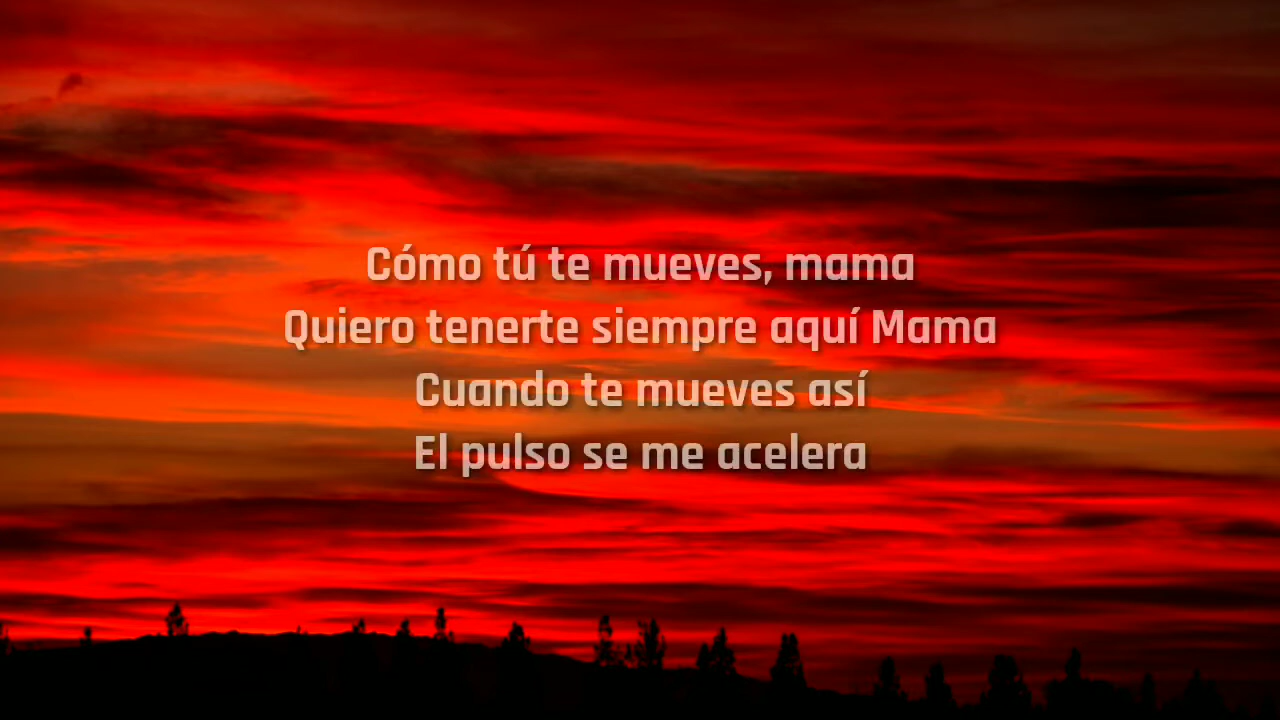 Cómo tú te mueves, mama
Quiero tenerte siempre aquí Mama
Cuando te mueves así
El pulso se me acelera